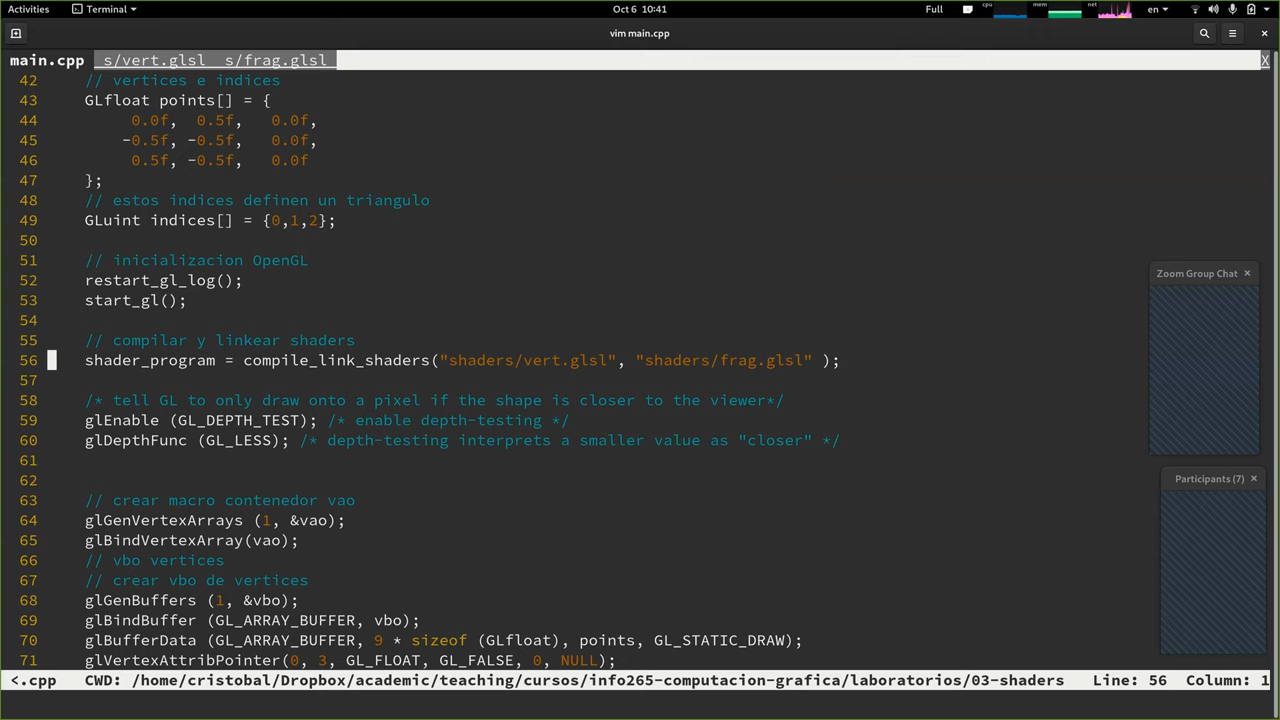 Activities Terminal Oct 6 10:41 Full cpu mem net en
vim main.cpp
main.cpp s/vert.glsl s/frag.glsl X
42 // vertices e indices
43 GLfloat points[] = {
44 0.0f, 0.5f, 0.0f,
45 -0.5f, -0.5f, 0.0f,
46 0.5f, -0.5f, 0.0f
47 };
48 // estos indices definen un triangulo
49 GLuint indices[] = {0,1,2};
50
51 // inicializacion OpenGL
52 restart_gl_log();
53 start_gl();
54
55 // compilar y linkear shaders
56 shader_program = compile_link_shaders("shaders/vert.glsl", "shaders/frag.glsl" );
57
58 /* tell GL to only draw onto a pixel if the shape is closer to the viewer*/
59 glEnable (GL_DEPTH_TEST); /* enable depth-testing */
60 glDepthFunc (GL_LESS); /* depth-testing interprets a smaller value as "closer" */
61
62
63 // crear macro contenedor vao
64 glGenVertexArrays (1, &vao);
65 glBindVertexArray(vao);
66 // vbo vertices
67 // crear vbo de vertices
68 glGenBuffers (1, &vbo);
69 glBindBuffer (GL_ARRAY_BUFFER, vbo);
70 glBufferData (GL_ARRAY_BUFFER, 9 * sizeof (GLfloat), points, GL_STATIC_DRAW);
71 glVertexAttribPointer(0, 3, GL_FLOAT, GL_FALSE, 0, NULL);
<.cpp CWD: /home/cristobal/Dropbox/academic/teaching/cursos/info265-computacion-grafica/laboratorios/03-shaders Line: 56 Column: 1
Zoom Group Chat
Participants (7)